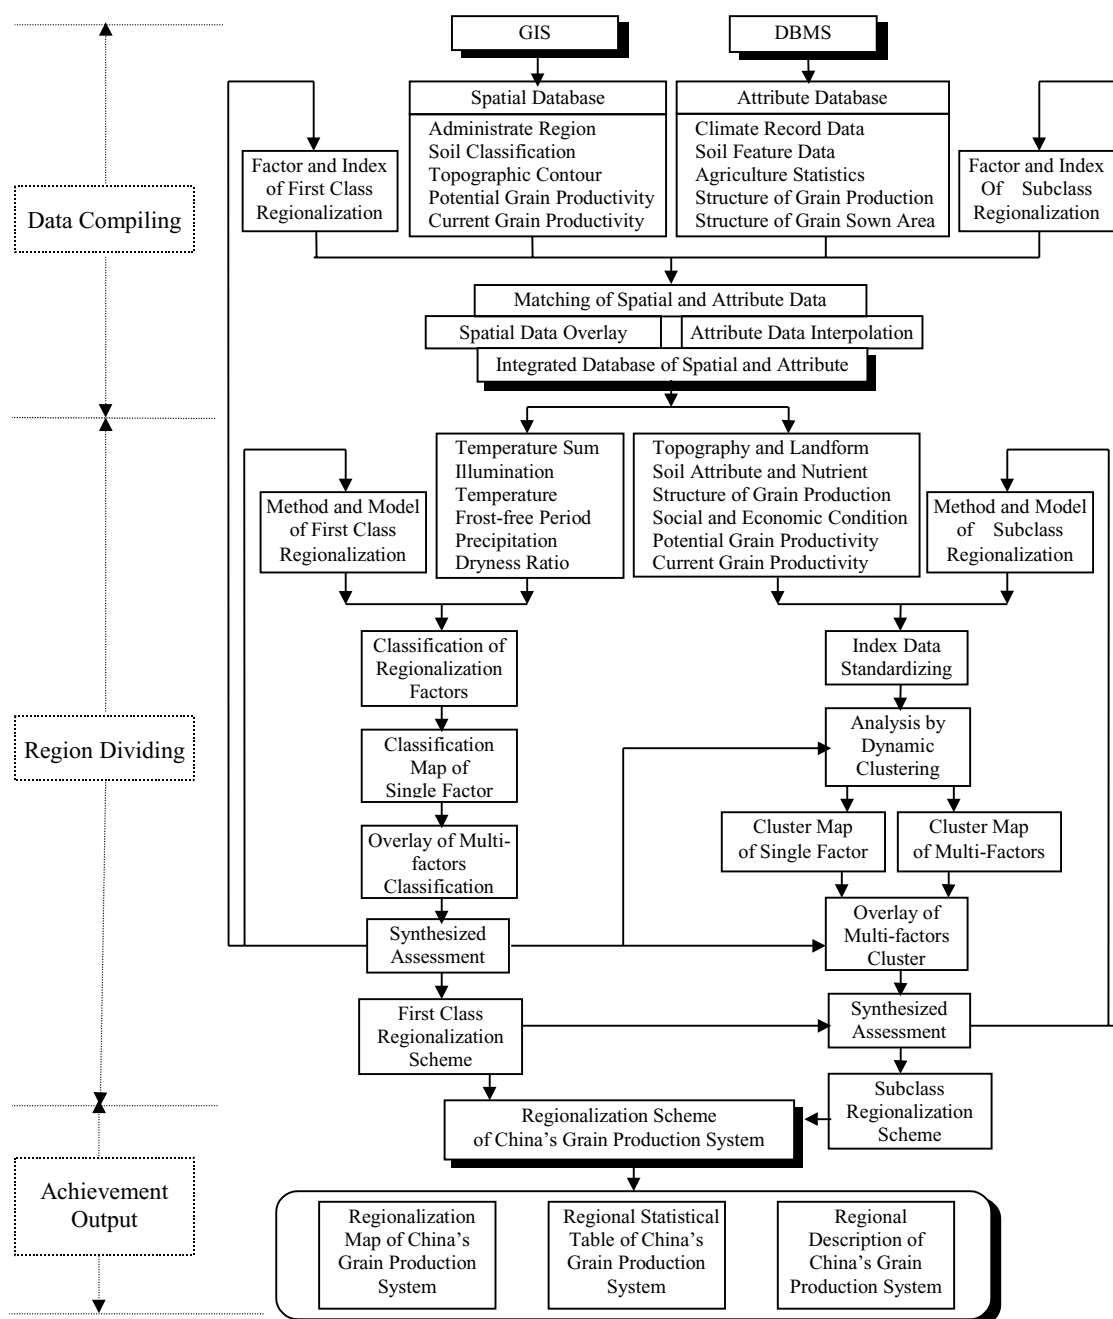 GIS
DBMS
Spatial Database
Administrate Region
Soil Classification
Topographic Contour
Potential Grain Productivity
Current Grain Productivity
Attribute Database
Climate Record Data
Soil Feature Data
Agriculture Statistics
Structure of Grain Production
Structure of Grain Sown Area
Factor and Index
of First Class
Regionalization
Factor and Index
Of Subclass
Regionalization
Data Compiling
Matching of Spatial and Attribute Data
Spatial Data Overlay
Attribute Data Interpolation
Integrated Database of Spatial and Attribute
Method and Model
of First Class
Regionalization
Temperature Sum
Illumination
Temperature
Frost-free Period
Precipitation
Dryness Ratio
Topography and Landform
Soil Attribute and Nutrient
Structure of Grain Production
Social and Economic Condition
Potential Grain Productivity
Current Grain Productivity
Method and Model
of Subclass
Regionalization
Classification of
Regionalization
Factors
Index Data
Standardizing
Region Dividing
Classification
Map of
Single Factor
Analysis by
Dynamic
Clustering
Overlay of Multi-
factors
Classification
Cluster Map
of Single Factor
Cluster Map
of Multi-Factors
Synthesized
Assessment
Overlay of
Multi-factors
Cluster
First Class
Regionalization
Scheme
Synthesized
Assessment
Subclass
Regionalization
Scheme
Regionalization Scheme
of China's Grain Production System
Achievement
Output
Regionalization
Map of China's
Grain Production
System
Regional Statistical
Table of China's
Grain Production
System
Regional
Description of
China's Grain
Production System